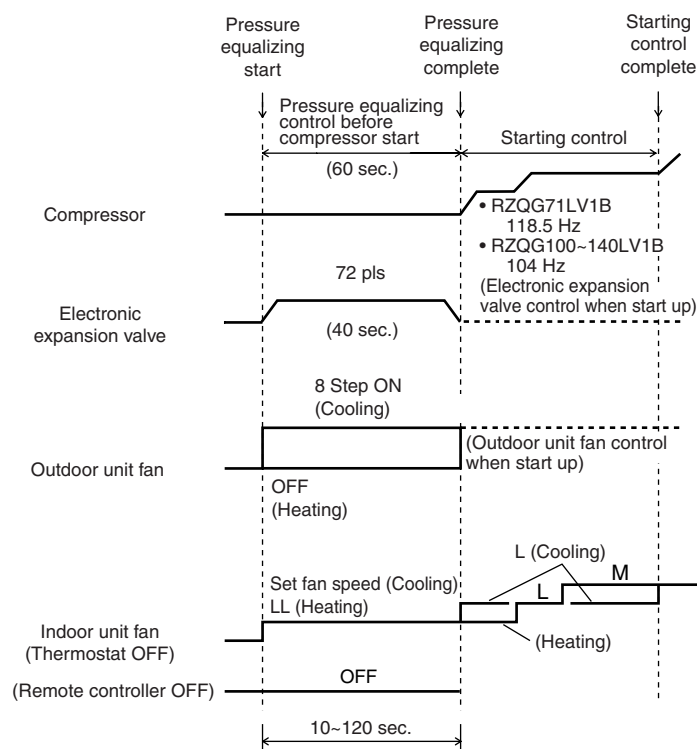 Pressure
equalizing
start
Pressure
equalizing
complete
Starting
control
complete
Pressure equalizing
control before
compressor start
Starting control
(60 sec.)
Compressor
• RZQG71LV1B
118.5 Hz
• RZQG100~140LV1B
104 Hz
(Electronic expansion
valve control when start up)
72 pls
Electronic
expansion valve
(40 sec.)
8 Step ON
(Cooling)
Outdoor unit fan
(Outdoor unit fan control
when start up)
OFF
(Heating)
L (Cooling)
Set fan speed (Cooling)
LL (Heating)
L
M
Indoor unit fan
(Thermostat OFF)
(Heating)
(Remote controller OFF)
OFF
10~120 sec.